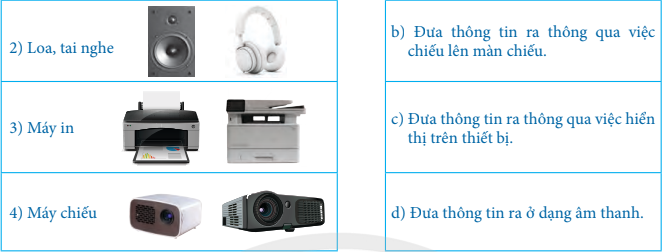 2) Loa, tai nghe
b) Đưa thông tin ra thông qua việc
chiếu lên màn chiếu.
3) Máy in
c) Đưa thông tin ra thông qua việc hiển
thị trên thiết bị.
4) Máy chiếu
d) Đưa thông tin ra ở dạng âm thanh.